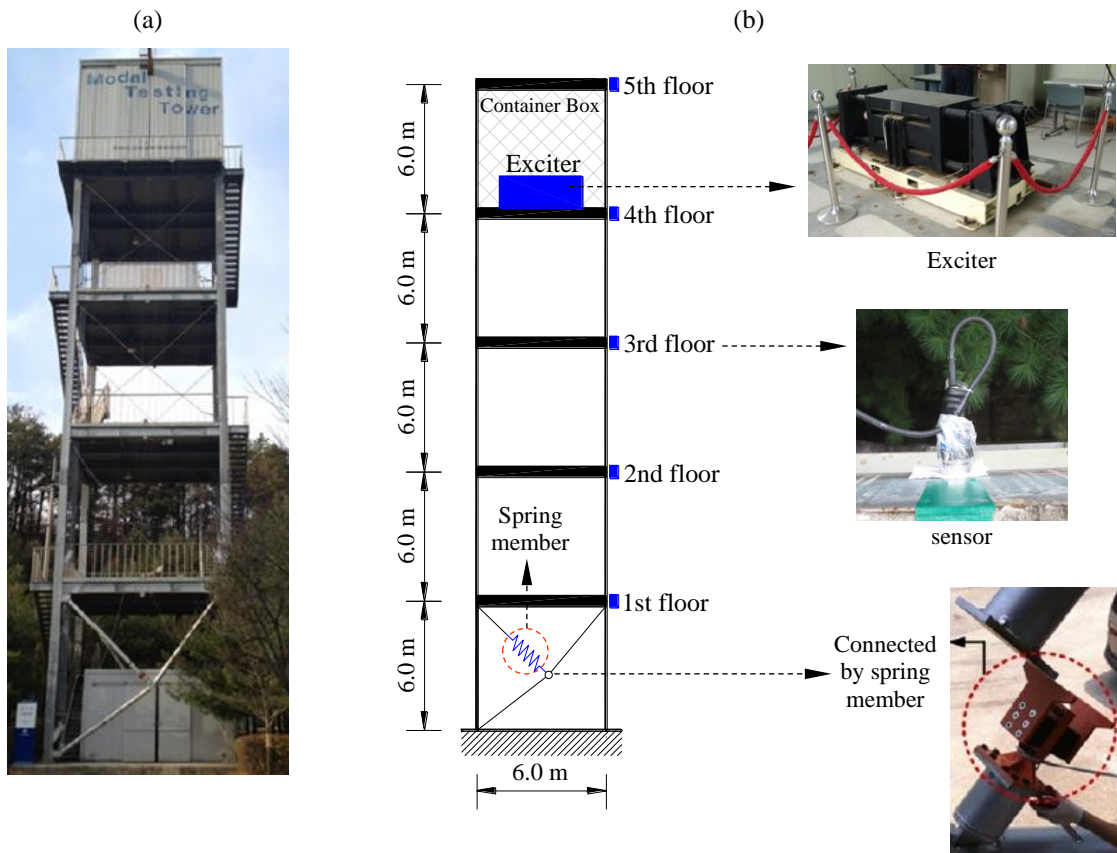 (a)
(b)
Modal
Testing
Tower
5th floor
Container Box
Exciter
4th floor
3rd floor
2nd floor
Spring
member
1st floor
6.0 m
6.0 m
6.0 m
6.0 m
6.0 m
6.0 m
Exciter
sensor
Connected
by spring
member